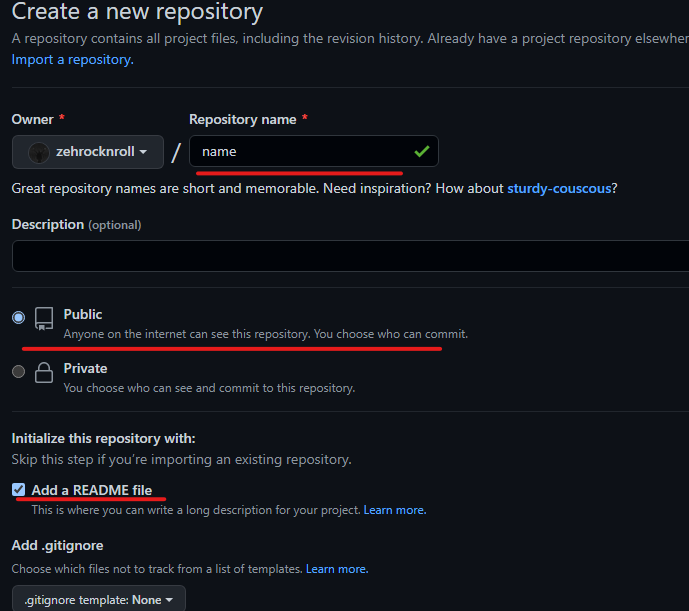 Create a new repository
A repository contains all project files, including the revision history. Already have a project repository elsewher
Import a repository.
Owner * Repository name *
zehrocknroll / name
Great repository names are short and memorable. Need inspiration? How about sturdy-couscous?
Description (optional)
Public
Anyone on the internet can see this repository. You choose who can commit.
Private
You choose who can see and commit to this repository.
Initialize this repository with:
Skip this step if you’re importing an existing repository.
Add a README file
This is where you can write a long description for your project. Learn more.
Add .gitignore
Choose which files not to track from a list of templates. Learn more.
.gitignore template: None